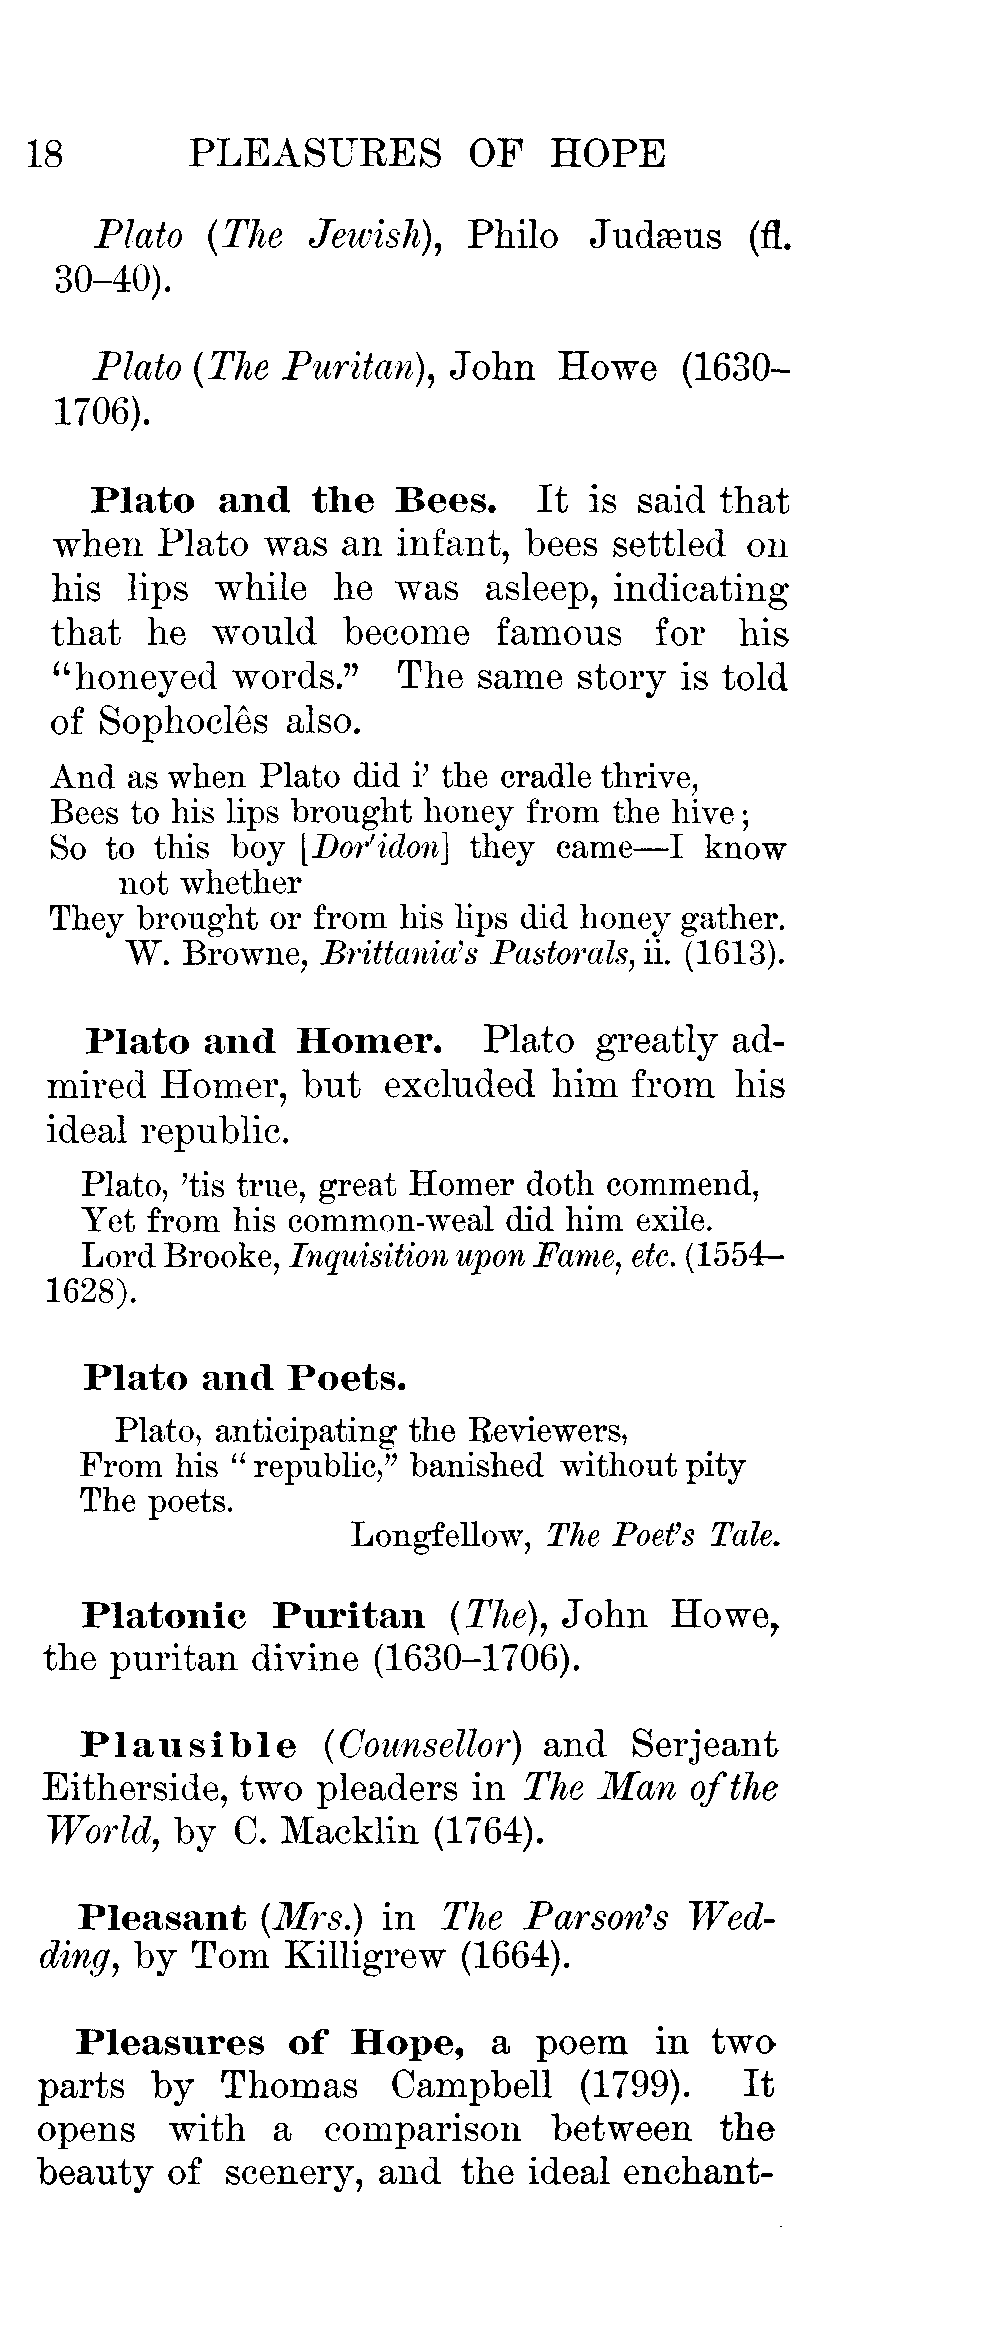 18 PLEASURES OF HOPE
Plato (The Jewish), Philo Judæus (fl.
30–40).
Plato (The Puritan), John Howe (1630–
1706).
Plato and the Bees. It is said that
when Plato was an infant, bees settled on
his lips while he was asleep, indicating
that he would become famous for his
“honeyed words.” The same story is told
of Sophoclês also.
And as when Plato did i’ the cradle thrive,
Bees to his lips brought honey from the hive;
So to this boy [Dor'idon] they came—I know
not whether
They brought or from his lips did honey gather.
W. Browne, Brittania’s Pastorals, ii. (1613).
Plato and Homer. Plato greatly ad-
mired Homer, but excluded him from his
ideal republic.
Plato, ’tis true, great Homer doth commend,
Yet from his common-weal did him exile.
Lord Brooke, Inquisition upon Fame, etc. (1554–
1628).
Plato and Poets.
Plato, anticipating the Reviewers,
From his “republic,” banished without pity
The poets.
Longfellow, The Poet’s Tale.
Platonic Puritan (The), John Howe,
the puritan divine (1630–1706).
Plausible (Counsellor) and Serjeant
Eitherside, two pleaders in The Man of the
World, by C. Macklin (1764).
Pleasant (Mrs.) in The Parson’s Wed-
ding, by Tom Killigrew (1664).
Pleasures of Hope, a poem in two
parts by Thomas Campbell (1799). It
opens with a comparison between the
beauty of scenery, and the ideal enchant-